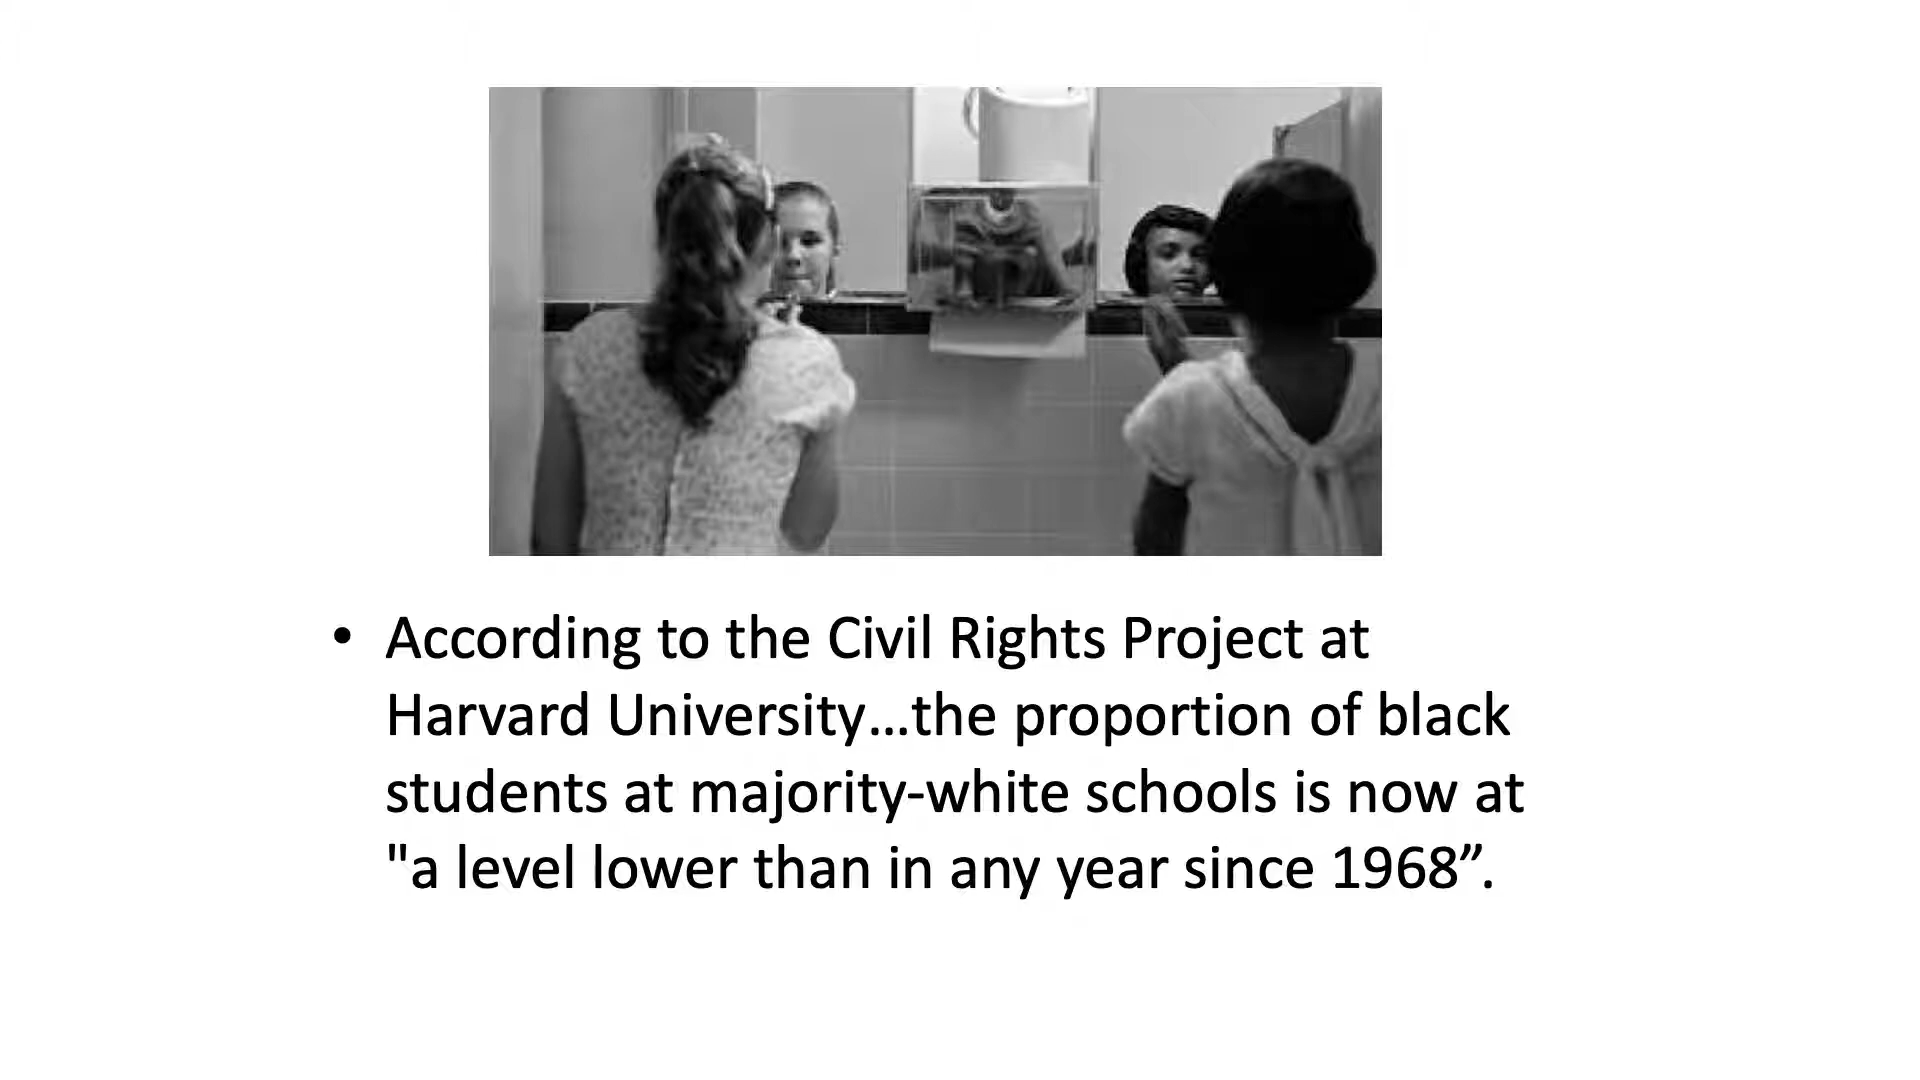 • According to the Civil Rights Project at
Harvard University…the proportion of black
students at majority-white schools is now at
"a level lower than in any year since 1968”.